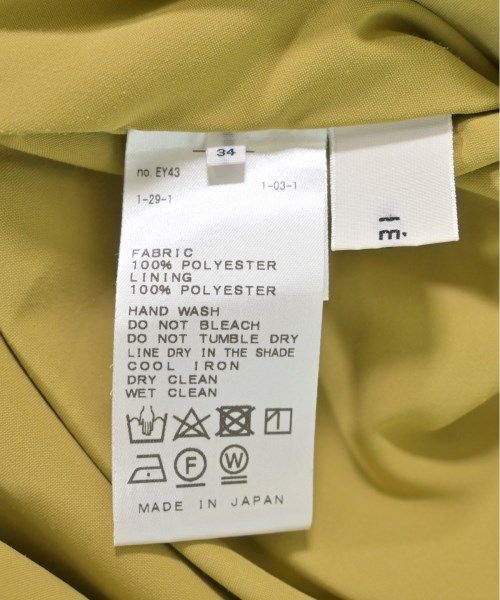 34
no. EY43
1-29-1 1-03-1
FABRIC
100% POLYESTER
LINING
100% POLYESTER
HAND WASH
DO NOT BLEACH
DO NOT TUMBLE DRY
LINE DRY IN THE SHADE
COOL IRON
DRY CLEAN
WET CLEAN
F W
MADE IN JAPAN